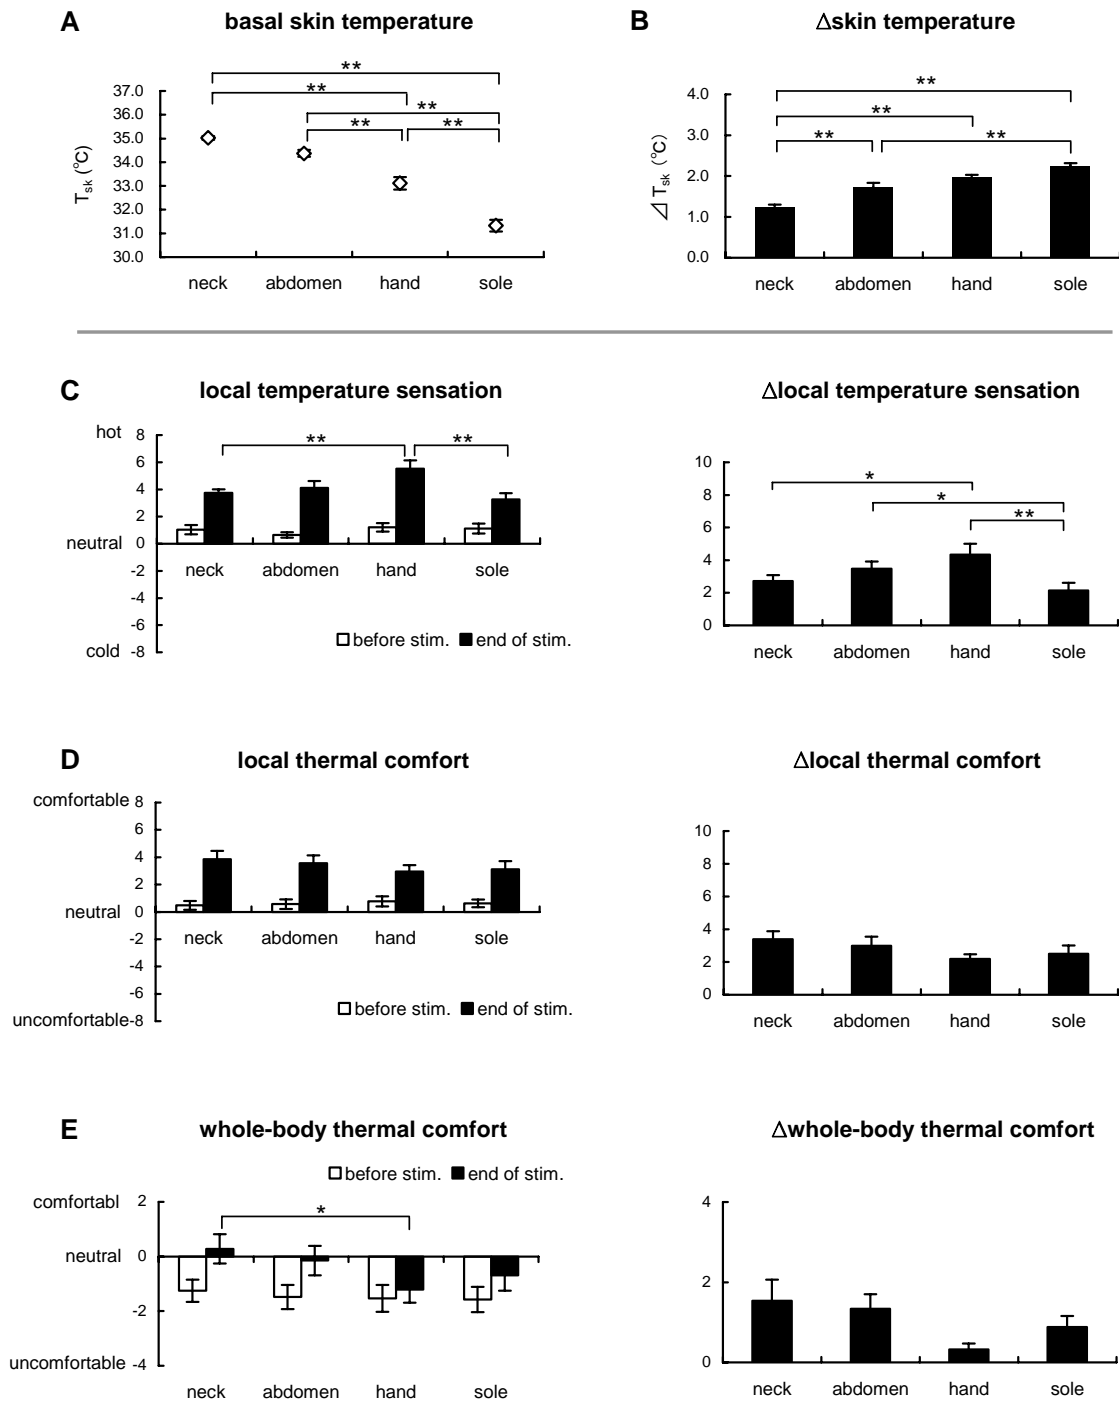 A basal skin temperature
**
**
**
** **
37.0
36.0
35.0
34.0
33.0
32.0
31.0
30.0
Tsk (°C)
neck abdomen hand sole
B Δskin temperature
**
**
** **
4.0
3.0
2.0
1.0
0.0
⊿ Tsk (°C)
neck abdomen hand sole
C local temperature sensation
hot 8
6
4
2
neutral 0
-2
-4
-6
cold -8
** **
neck abdomen hand sole
before stim. end of stim.
Δlocal temperature sensation
10
8
6
4
2
0
*
*
**
neck abdomen hand sole
D local thermal comfort
comfortable 8
6
4
2
neutral 0
-2
-4
-6
uncomfortable -8
neck abdomen hand sole
before stim. end of stim.
Δlocal thermal comfort
10
8
6
4
2
0
neck abdomen hand sole
E whole-body thermal comfort
before stim. end of stim.
comfortabl 2
neutral 0
-2
uncomfortable -4
*
neck abdomen hand sole
Δwhole-body thermal comfort
4
2
0
neck abdomen hand sole